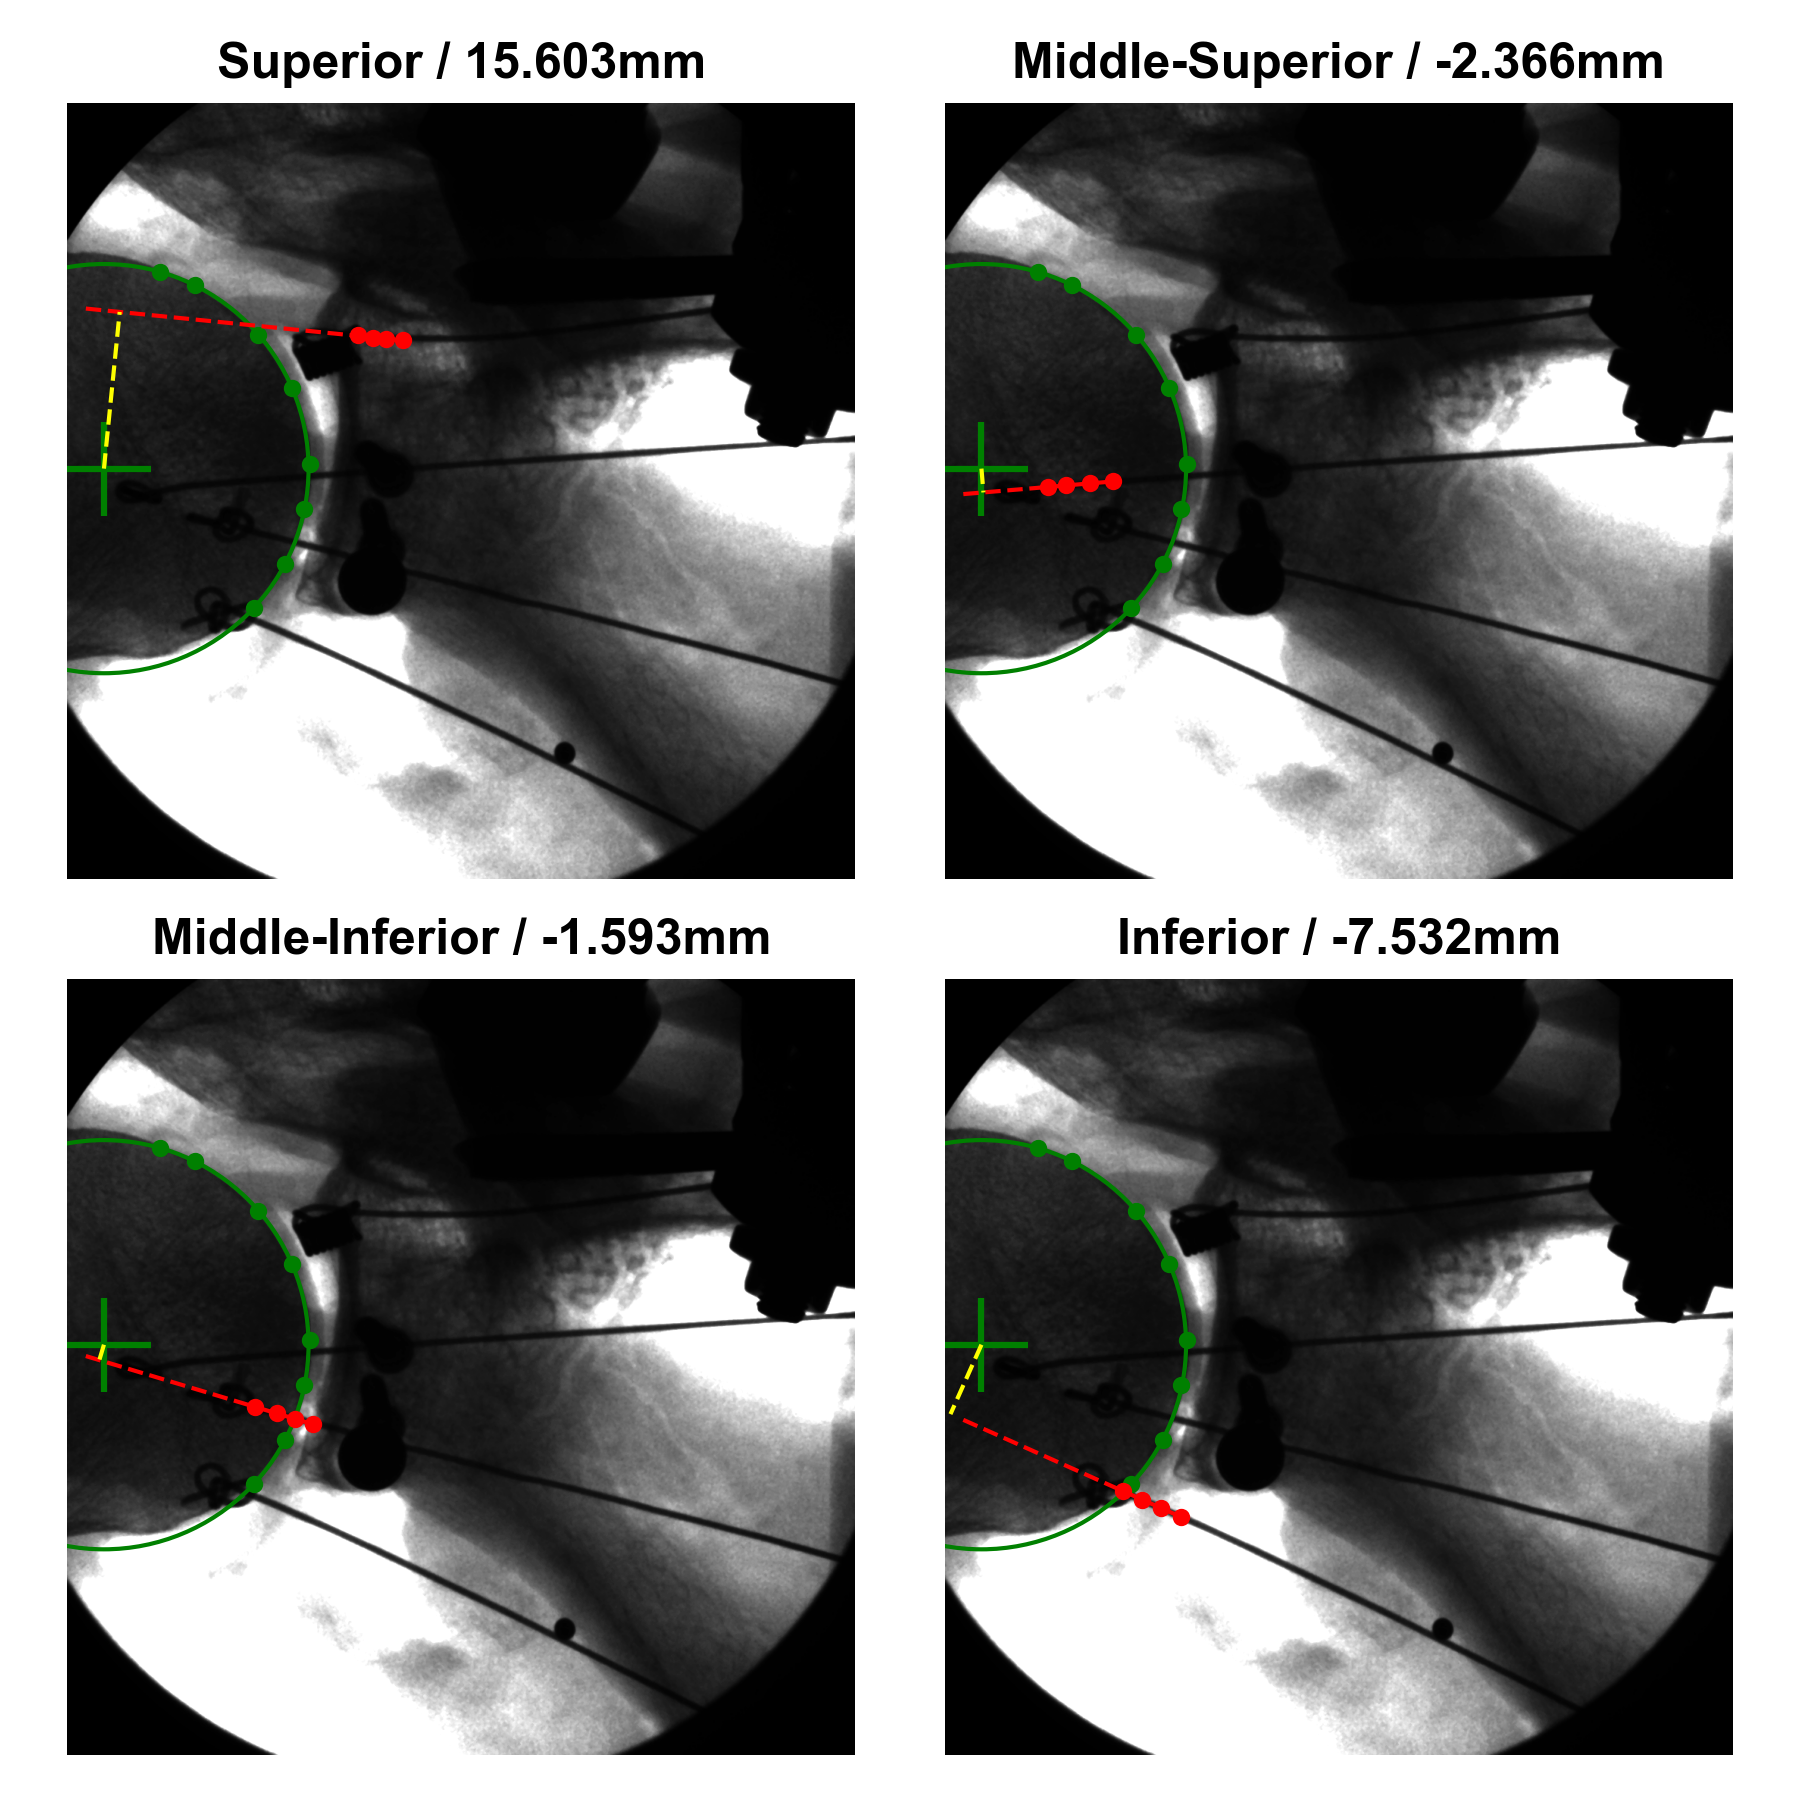 Superior / 15.603mm
Middle-Superior / -2.366mm
Middle-Inferior / -1.593mm
Inferior / -7.532mm